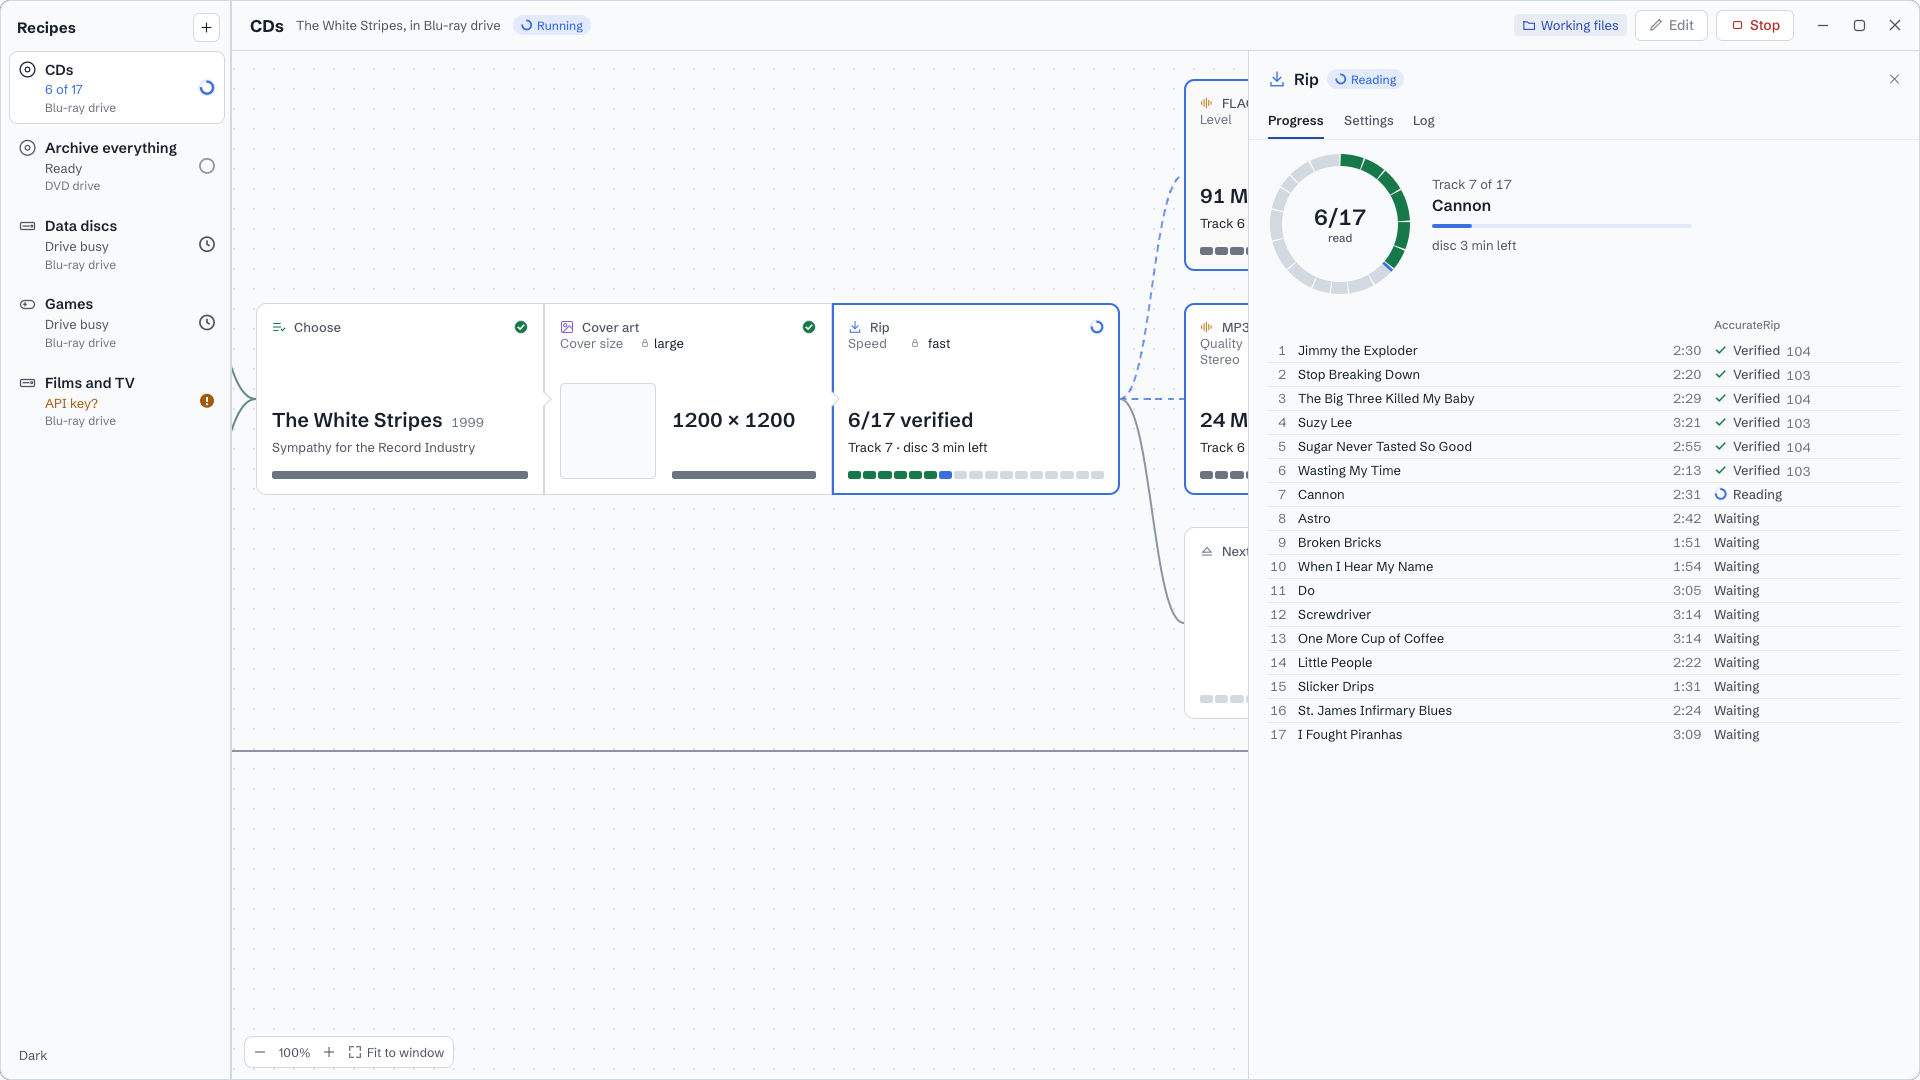 Recipes
CDs
6 of 17
Blu-ray drive
Archive everything
Ready
DVD drive
Data discs
Drive busy
Blu-ray drive
Games
Drive busy
Blu-ray drive
Films and TV
API key?
Blu-ray drive
Dark
CDs The White Stripes, in Blu-ray drive Running
Working files Edit Stop
Choose
The White Stripes 1999
Sympathy for the Record Industry
Cover art
Cover size large
1200 × 1200
Rip
Speed fast
6/17 verified
Track 7 · disc 3 min left
FLA
Level
91 M
Track 6
MP3
Quality
Stereo
24 M
Track 6
Next
100% Fit to window
Rip Reading
Progress Settings Log
6/17
read
Track 7 of 17
Cannon
disc 3 min left
AccurateRip
1 Jimmy the Exploder 2:30 Verified 104
2 Stop Breaking Down 2:20 Verified 103
3 The Big Three Killed My Baby 2:29 Verified 104
4 Suzy Lee 3:21 Verified 103
5 Sugar Never Tasted So Good 2:55 Verified 104
6 Wasting My Time 2:13 Verified 103
7 Cannon 2:31 Reading
8 Astro 2:42 Waiting
9 Broken Bricks 1:51 Waiting
10 When I Hear My Name 1:54 Waiting
11 Do 3:05 Waiting
12 Screwdriver 3:14 Waiting
13 One More Cup of Coffee 3:14 Waiting
14 Little People 2:22 Waiting
15 Slicker Drips 1:31 Waiting
16 St. James Infirmary Blues 2:24 Waiting
17 I Fought Piranhas 3:09 Waiting